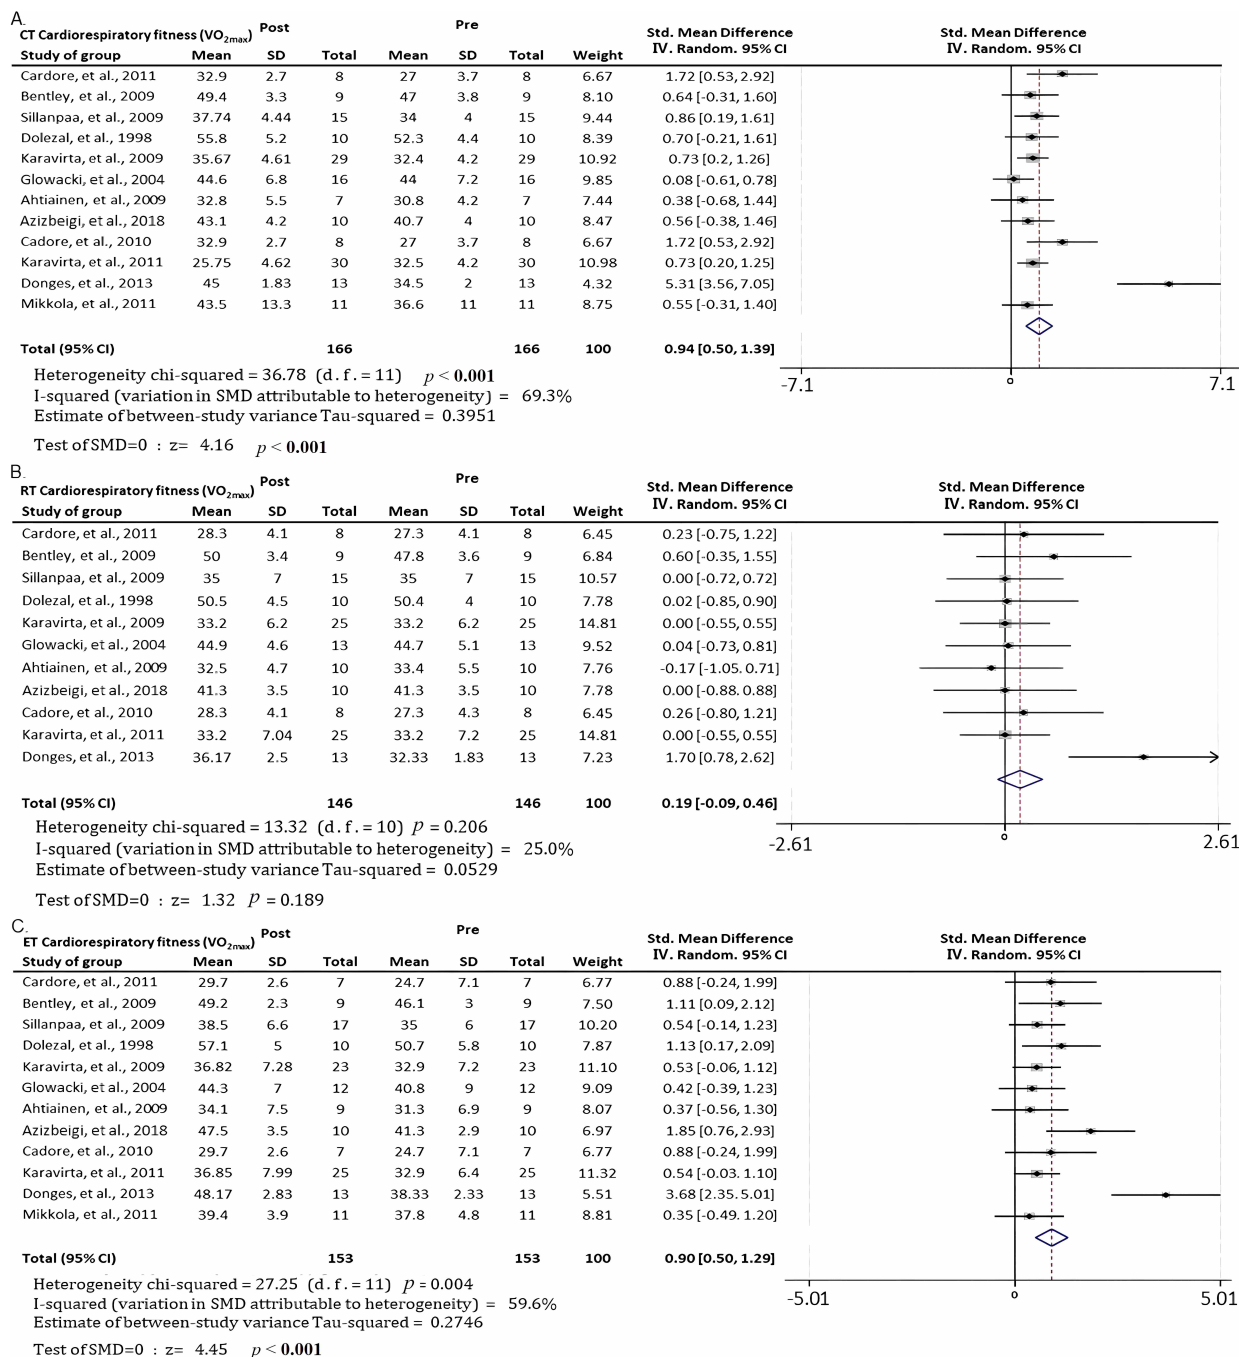 A.
CT Cardiorespiratory fitness (VO2max) Post Pre Std. Mean Difference Std. Mean Difference
Study of group Mean SD Total Mean SD Total Weight IV. Random. 95% CI IV. Random. 95% CI
Cardore, et al., 2011 32.9 2.7 8 27 3.7 8 6.67 1.72 [0.53, 2.92]
Bentley, et al., 2009 49.4 3.3 9 47 3.8 9 8.10 0.64 [-0.31, 1.60]
Sillanpaa, et al., 2009 37.74 4.44 15 34 4 15 9.44 0.86 [0.19, 1.61]
Dolezal, et al., 1998 55.8 5.2 10 52.3 4.4 10 8.39 0.70 [-0.21, 1.61]
Karavirta, et al., 2009 35.67 4.61 29 32.4 4.2 29 10.92 0.73 [0.2, 1.26]
Glowacki, et al., 2004 44.6 6.8 16 44 7.2 16 9.85 0.08 [-0.61, 0.78]
Ahtiainen, et al., 2009 32.8 5.5 7 30.8 4.2 7 7.44 0.38 [-0.68, 1.44]
Azizbeigi, et al., 2018 43.1 4.2 10 40.7 4 10 8.47 0.56 [-0.38, 1.46]
Cadore, et al., 2010 32.9 2.7 8 27 3.7 8 6.67 1.72 [0.53, 2.92]
Karavirta, et al., 2011 25.75 4.62 30 32.5 4.2 30 10.98 0.73 [0.20, 1.25]
Donges, et al., 2013 45 1.83 13 34.5 2 13 4.32 5.31 [3.56, 7.05]
Mikkola, et al., 2011 43.5 13.3 11 36.6 11 11 8.75 0.55 [-0.31, 1.40]
Total (95% CI) 166 166 100 0.94 [0.50, 1.39]
Heterogeneity chi-squared = 36.78 (d.f. = 11) p < 0.001
-7.1 0 7.1
I-squared (variation in SMD attributable to heterogeneity) = 69.3%
Estimate of between-study variance Tau-squared = 0.3951
Test of SMD=0 : z= 4.16 p < 0.001
B.
RT Cardiorespiratory fitness (VO2max) Post Pre Std. Mean Difference Std. Mean Difference
Study of group Mean SD Total Mean SD Total Weight IV. Random. 95% CI IV. Random. 95% CI
Cardore, et al., 2011 28.3 4.1 8 27.3 4.1 8 6.45 0.23 [-0.75, 1.22]
Bentley, et al., 2009 50 3.4 9 47.8 3.6 9 6.84 0.60 [-0.35, 1.55]
Sillanpaa, et al., 2009 35 7 15 35 7 15 10.57 0.00 [-0.72, 0.72]
Dolezal, et al., 1998 50.5 4.5 10 50.4 4 10 7.78 0.02 [-0.85, 0.90]
Karavirta, et al., 2009 33.2 6.2 25 33.2 6.2 25 14.81 0.00 [-0.55, 0.55]
Glowacki, et al., 2004 44.9 4.6 13 44.7 5.1 13 9.52 0.04 [-0.73, 0.81]
Ahtiainen, et al., 2009 32.5 4.7 10 33.4 5.5 10 7.76 -0.17 [-1.05. 0.71]
Azizbeigi, et al., 2018 41.3 3.5 10 41.3 3.5 10 7.78 0.00 [-0.88. 0.88]
Cadore, et al., 2010 28.3 4.1 8 27.3 4.3 8 6.45 0.26 [-0.80, 1.21]
Karavirta, et al., 2011 33.2 7.04 25 33.2 7.2 25 14.81 0.00 [-0.55, 0.55]
Donges, et al., 2013 36.17 2.5 13 32.33 1.83 13 7.23 1.70 [0.78, 2.62]
Total (95% CI) 146 146 100 0.19 [-0.09, 0.46]
Heterogeneity chi-squared = 13.32 (d.f. = 10) p = 0.206
-2.61 0 2.61
I-squared (variation in SMD attributable to heterogeneity) = 25.0%
Estimate of between-study variance Tau-squared = 0.0529
Test of SMD=0 : z= 1.32 p = 0.189
C.
ET Cardiorespiratory fitness (VO2max) Post Pre Std. Mean Difference Std. Mean Difference
Study of group Mean SD Total Mean SD Total Weight IV. Random. 95% CI IV. Random. 95% CI
Cardore, et al., 2011 29.7 2.6 7 24.7 7.1 7 6.77 0.88 [-0.24, 1.99]
Bentley, et al., 2009 49.2 2.3 9 46.1 3 9 7.50 1.11 [0.09, 2.12]
Sillanpaa, et al., 2009 38.5 6.6 17 35 6 17 10.20 0.54 [-0.14, 1.23]
Dolezal, et al., 1998 57.1 5 10 50.7 5.8 10 7.87 1.13 [0.17, 2.09]
Karavirta, et al., 2009 36.82 7.28 23 32.9 7.2 23 11.10 0.53 [-0.06, 1.12]
Glowacki, et al., 2004 44.3 7 12 40.8 9 12 9.09 0.42 [-0.39, 1.23]
Ahtiainen, et al., 2009 34.1 7.5 9 31.3 6.9 9 8.07 0.37 [-0.56, 1.30]
Azizbeigi, et al., 2018 47.5 3.5 10 41.3 2.9 10 6.97 1.85 [0.76, 2.93]
Cadore, et al., 2010 29.7 2.6 7 24.7 7.1 7 6.77 0.88 [-0.24, 1.99]
Karavirta, et al., 2011 36.85 7.99 25 32.9 6.4 25 11.32 0.54 [-0.03. 1.10]
Donges, et al., 2013 48.17 2.83 13 38.33 2.33 13 5.51 3.68 [2.35. 5.01]
Mikkola, et al., 2011 39.4 3.9 11 37.8 4.8 11 8.81 0.35 [-0.49. 1.20]
Total (95% CI) 153 153 100 0.90 [0.50, 1.29]
Heterogeneity chi-squared = 27.25 (d.f. = 11) p = 0.004
-5.01 0 5.01
I-squared (variation in SMD attributable to heterogeneity) = 59.6%
Estimate of between-study variance Tau-squared = 0.2746
Test of SMD=0 : z= 4.45 p < 0.001